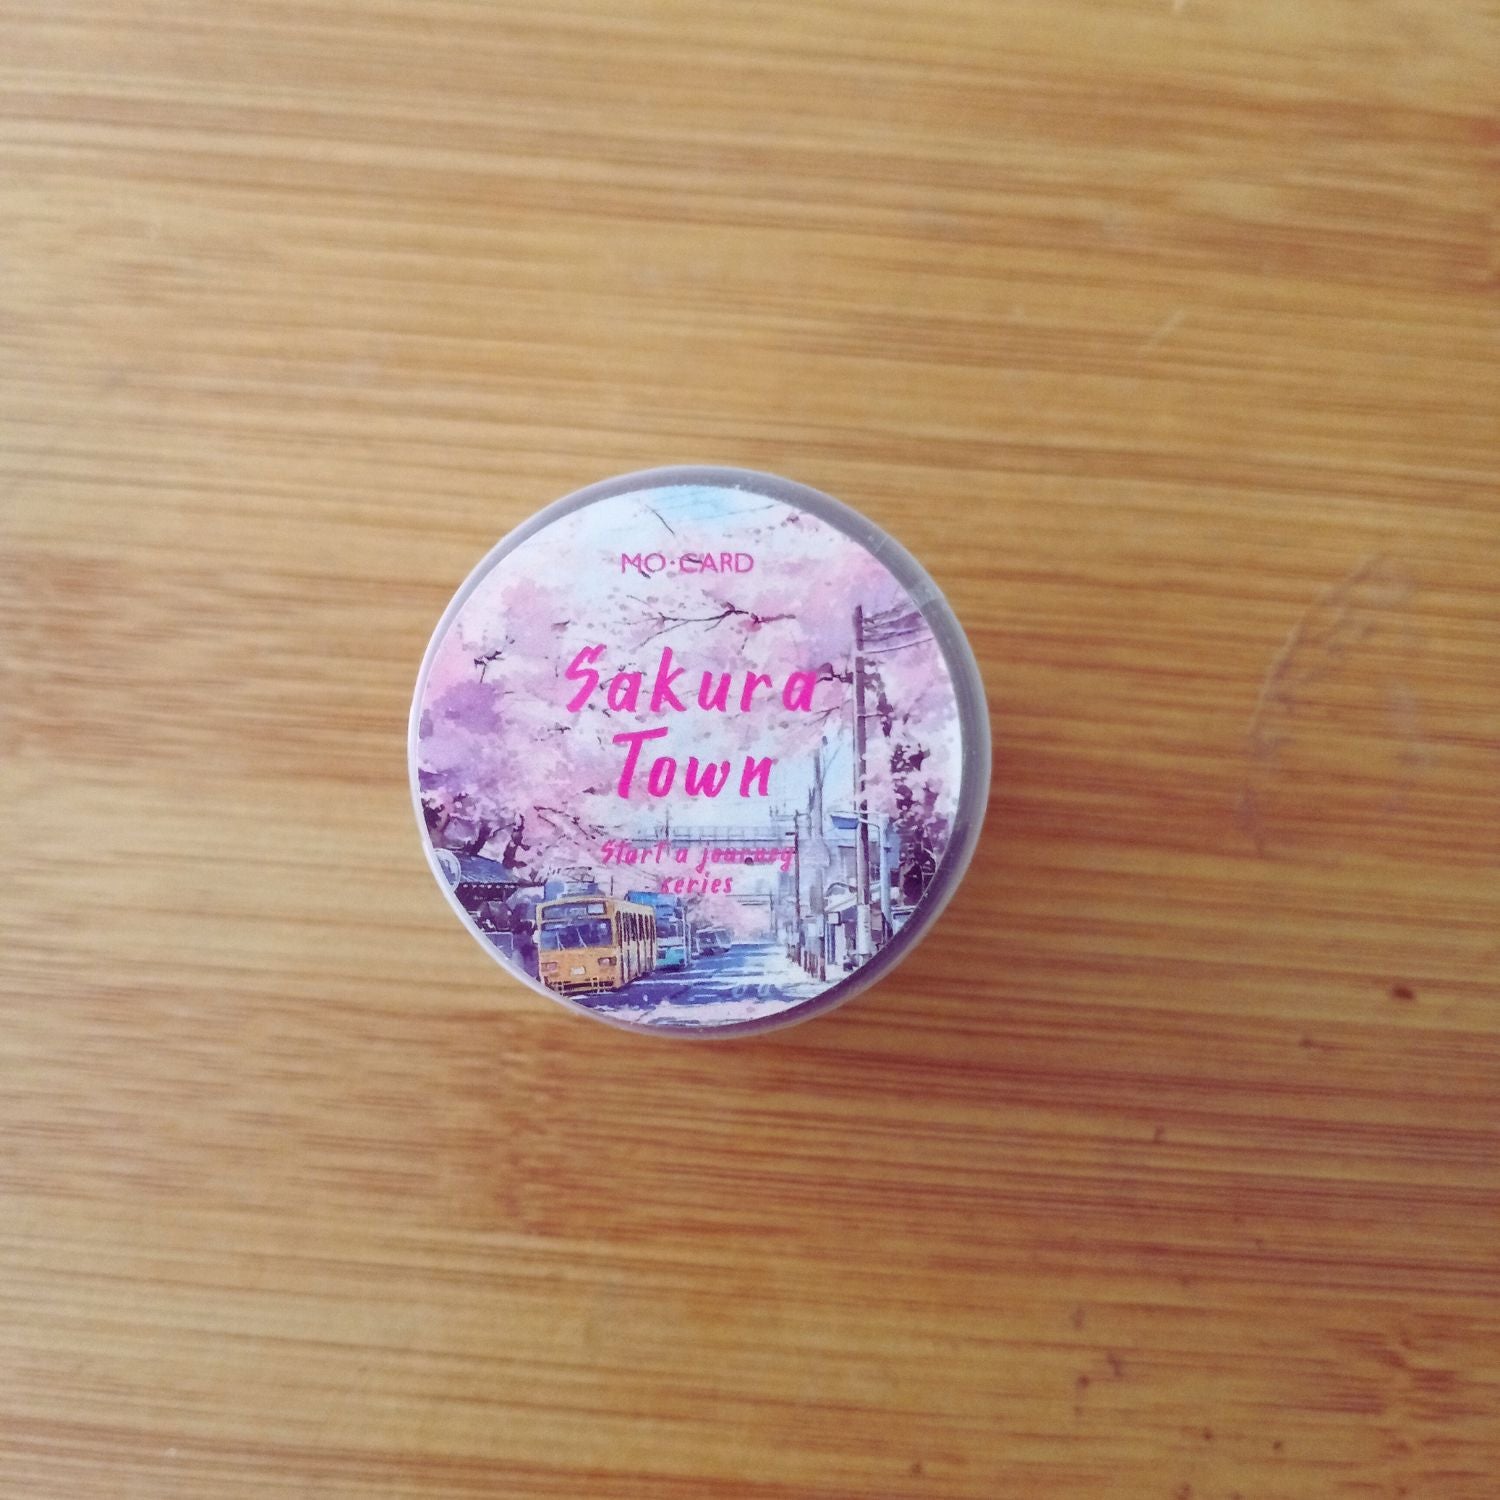 MO·CARD
Sakura
Town
Start a journey
series